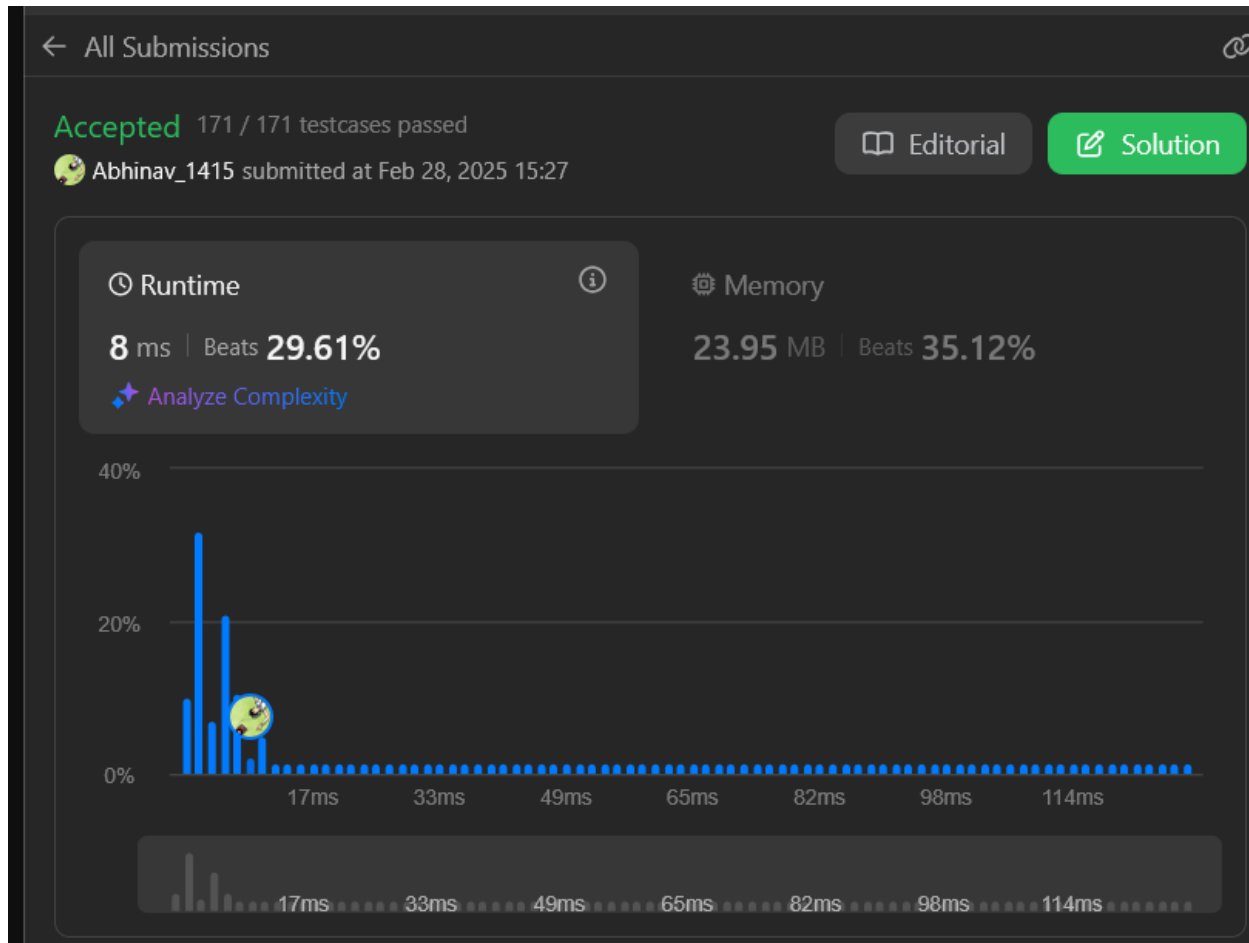 All Submissions
Accepted 171 / 171 testcases passed
Abhinav_1415 submitted at Feb 28, 2025 15:27
Editorial
Solution
Runtime
8 ms | Beats 29.61%
Analyze Complexity
Memory
23.95 MB | Beats 35.12%
40%
20%
0%
17ms 33ms 49ms 65ms 82ms 98ms 114ms
17ms 33ms 49ms 65ms 82ms 98ms 114ms